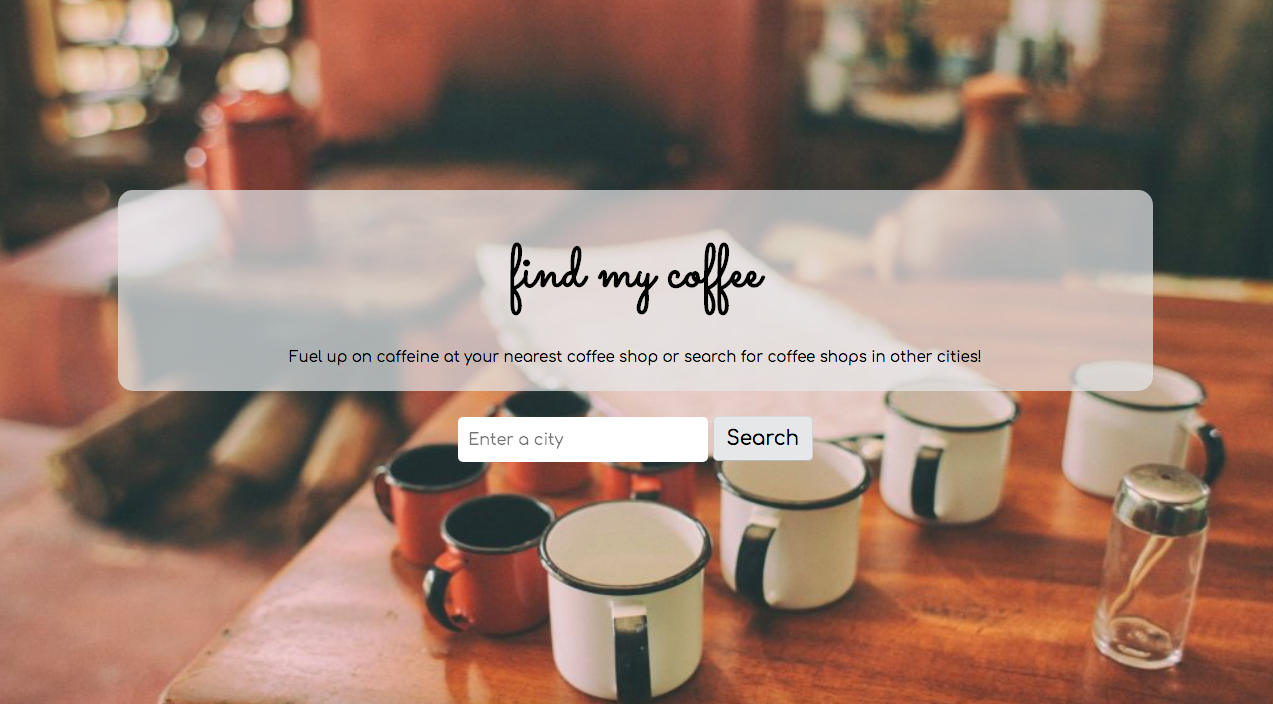 find my coffee
Fuel up on caffeine at your nearest coffee shop or search for coffee shops in other cities!
Enter a city
Search